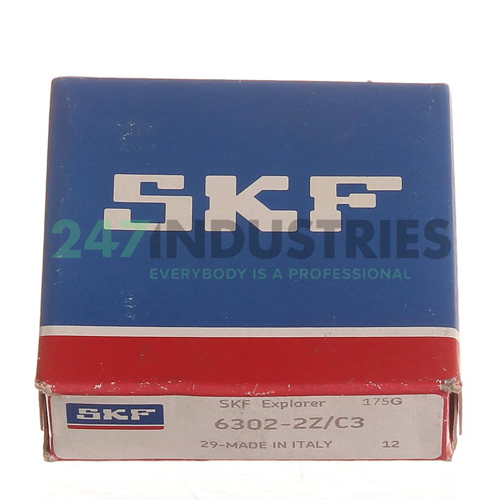 SKF
247INDUSTRIES
EVERYBODY IS A PROFESSIONAL
SKF Explorer 175G
SKF 6302-2Z/C3
29-MADE IN ITALY 12